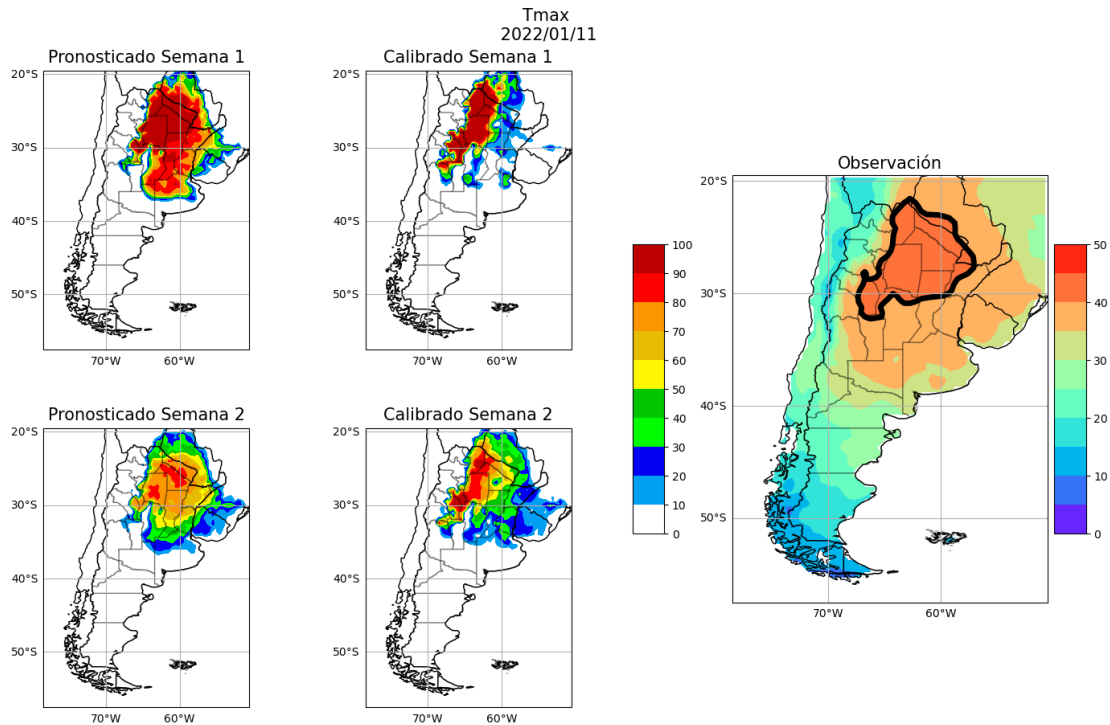 Tmax
2022/01/11
Pronosticado Semana 1
20°S
30°S
40°S
50°S
70°W
60°W
Calibrado Semana 1
20°S
30°S
40°S
50°S
70°W
60°W
Pronosticado Semana 2
20°S
30°S
40°S
50°S
70°W
60°W
Calibrado Semana 2
20°S
30°S
40°S
50°S
70°W
60°W
100
90
80
70
60
50
40
30
20
10
0
Observación
20°S
30°S
40°S
50°S
70°W
60°W
50
40
30
20
10
0